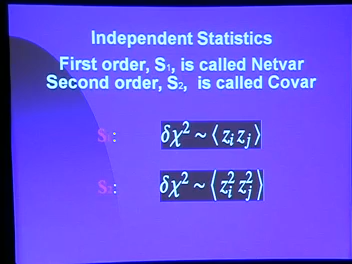 Independent Statistics
First order, S₁, is called Netvar
Second order, S₂, is called Covar
S₁: δχ² ~ ⟨ z_i z_j ⟩
S₂: δχ² ~ ⟨ z_i² z_j² ⟩